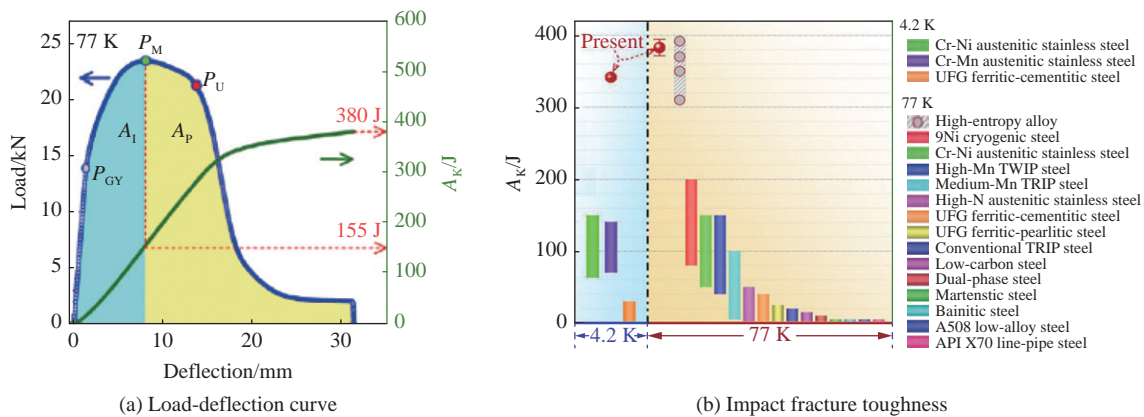 77 K
P_M
P_U
P_GY
A_I
A_P
380 J
155 J
25
20
15
10
5
0
Load/kN
600
500
400
300
200
100
0
A_K/J
0
10
20
30
Deflection/mm
(a) Load-deflection curve
400
300
200
100
0
A_K/J
Present
4.2 K
77 K
(b) Impact fracture toughness
4.2 K
Cr-Ni austenitic stainless steel
Cr-Mn austenitic stainless steel
UFG ferritic-cementitic steel
77 K
High-entropy alloy
9Ni cryogenic steel
Cr-Ni austenitic stainless steel
High-Mn TWIP steel
Medium-Mn TRIP steel
High-N austenitic stainless steel
UFG ferritic-cementitic steel
UFG ferritic-pearlitic steel
Conventional TRIP steel
Low-carbon steel
Dual-phase steel
Martenstic steel
Bainitic steel
A508 low-alloy steel
API X70 line-pipe steel